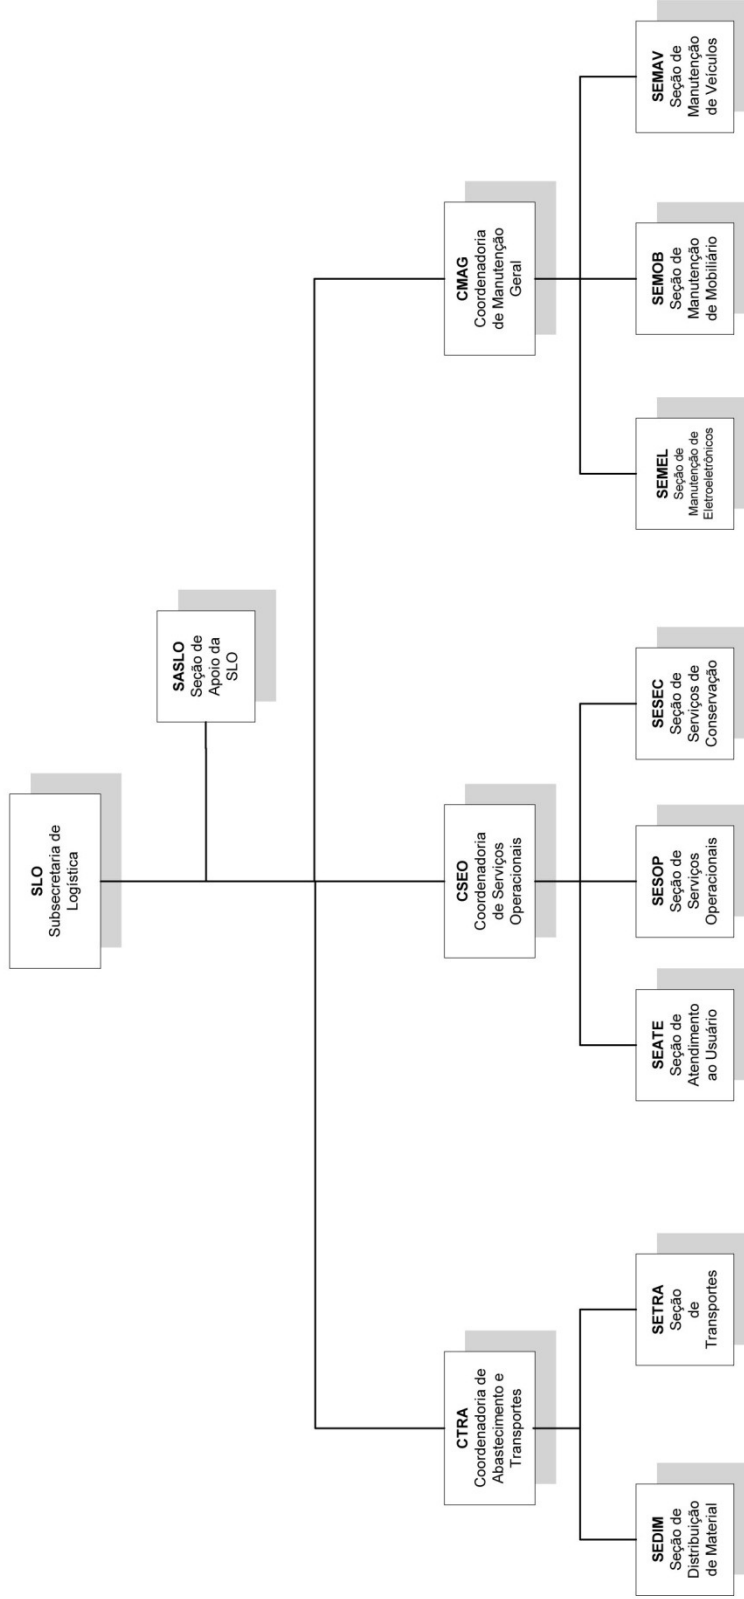 SLO
Subsecretaria de
Logística
SASLO
Seção de
Apoio da
SLO
CTRA
Coordenadoria de
Abastecimento e
Transportes
CSEO
Coordenadoria
de Serviços
Operacionais
CMAG
Coordenadoria
de Manutenção
Geral
SEDIM
Seção de
Distribuição
de Material
SETRA
Seção
de
Transportes
SEATE
Seção de
Atendimento
ao Usuário
SESOP
Seção de
Serviços
Operacionais
SESEC
Seção de
Serviços de
Conservação
SEMEL
Seção de
Manutenção de
Eletroeletrônicos
SEMOB
Seção de
Manutenção
de Mobiliário
SEMAV
Seção de
Manutenção
de Veículos